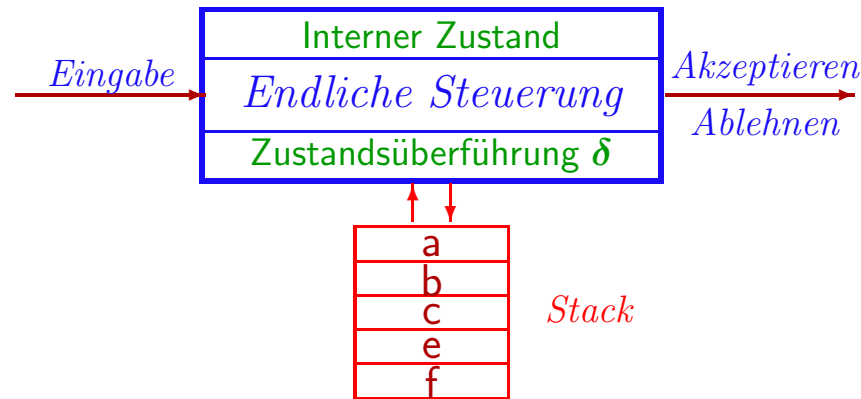 Interner Zustand
Eingabe
Endliche Steuerung
Akzeptieren
Ablehnen
Zustandsüberführung δ
a
b
c
e
f
Stack